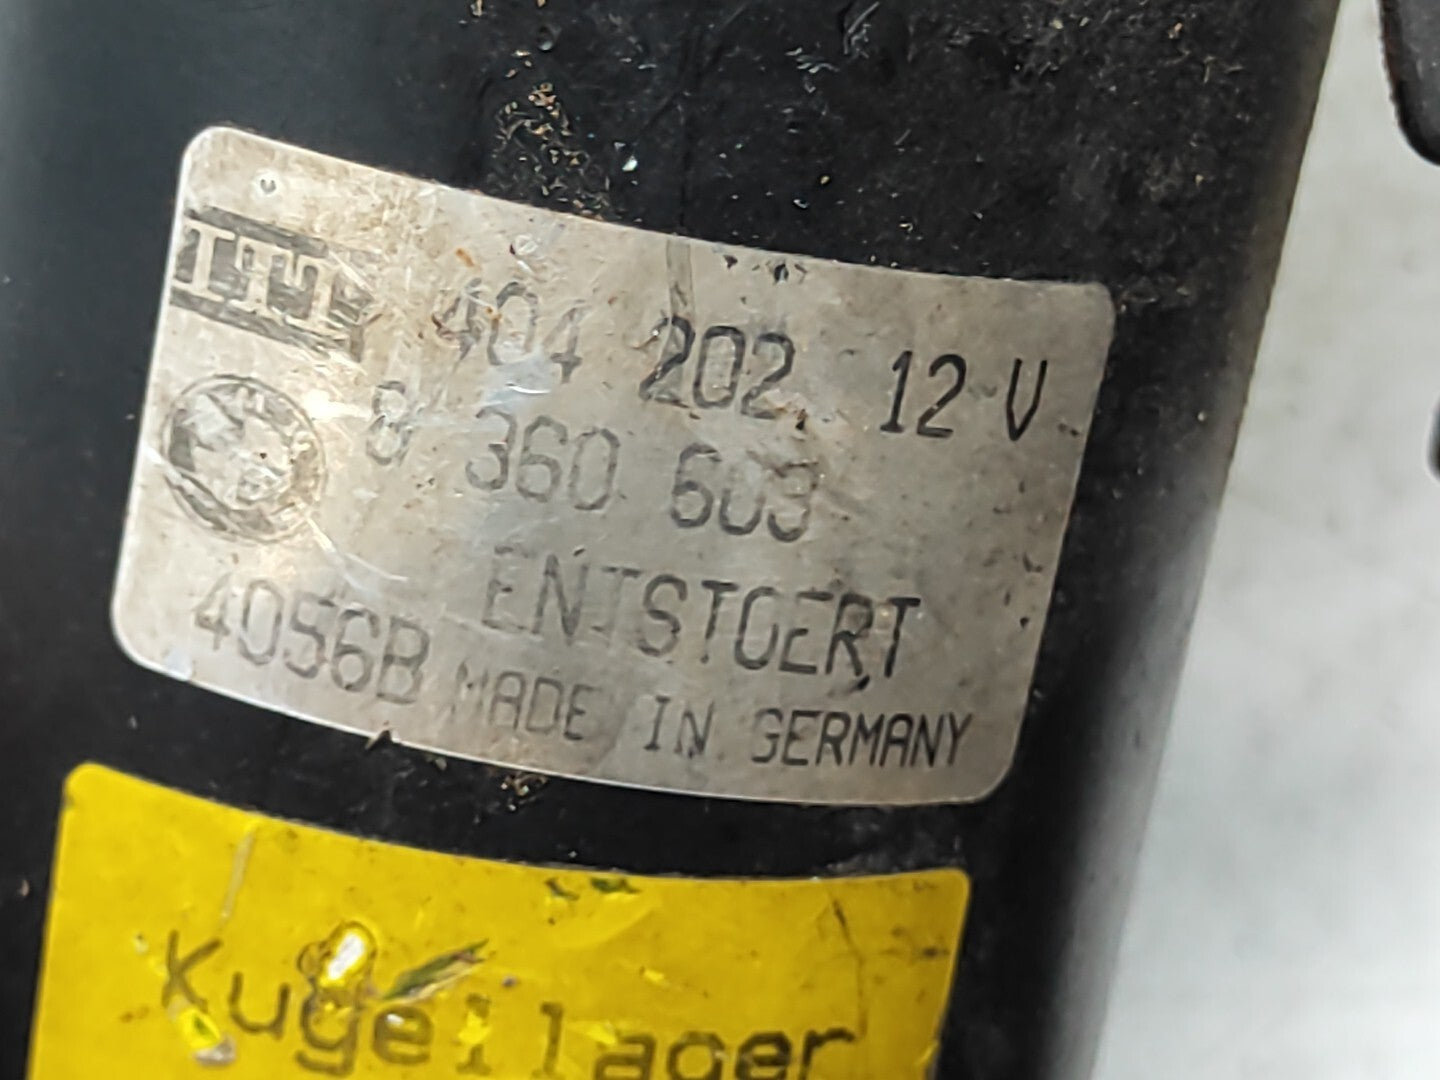 ITT 404 202, 12 V
8 360 603
ENTSTOERT
4056B MADE IN GERMANY
Kugellager